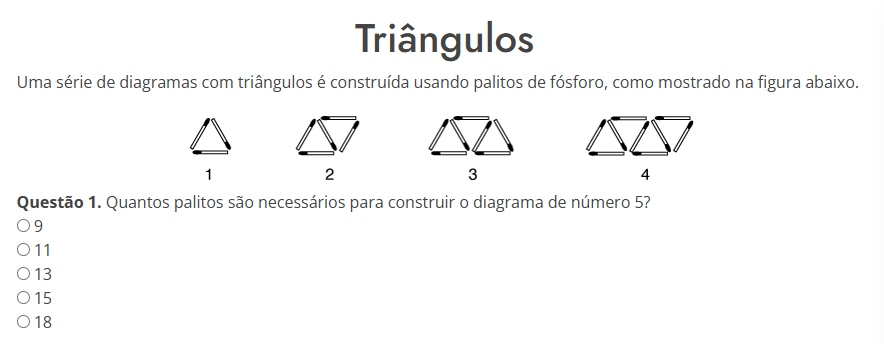 Triângulos
Uma série de diagramas com triângulos é construída usando palitos de fósforo, como mostrado na figura abaixo.
1 2 3 4
Questão 1. Quantos palitos são necessários para construir o diagrama de número 5?
9
11
13
15
18